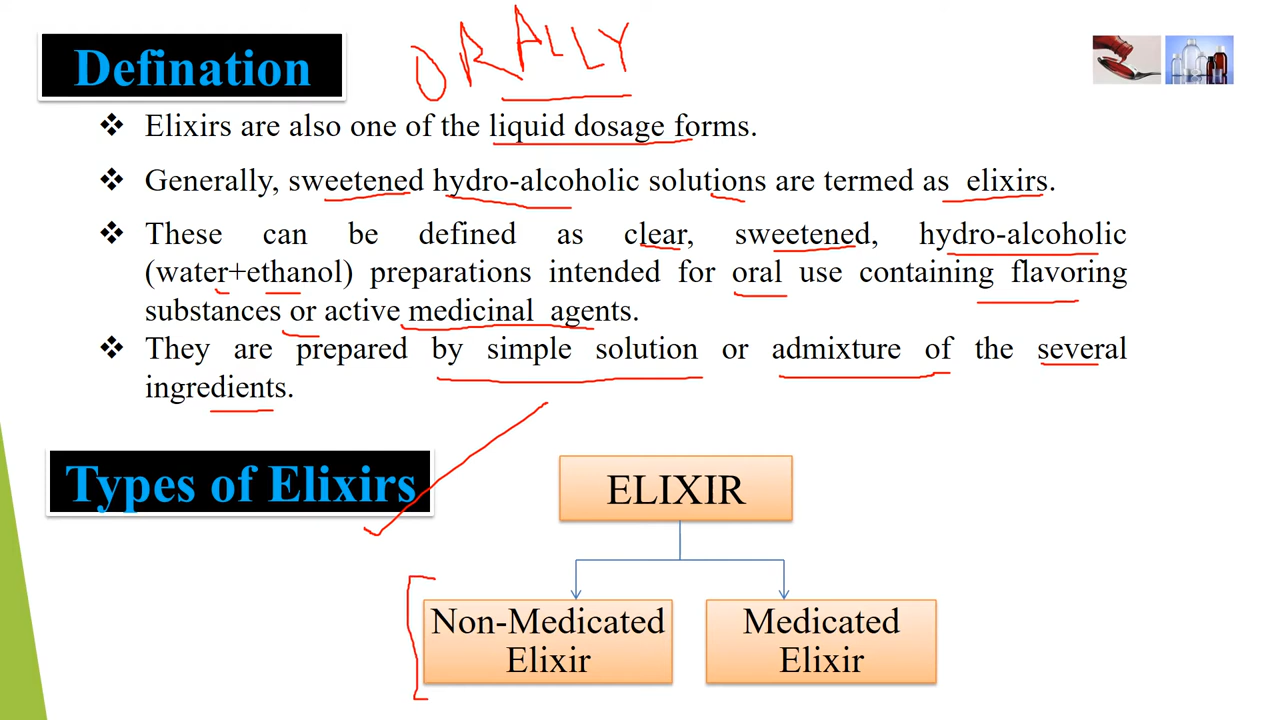 ORALLY
Defination
❖ Elixirs are also one of the liquid dosage forms.
❖ Generally, sweetened hydro-alcoholic solutions are termed as elixirs.
❖ These can be defined as clear, sweetened, hydro-alcoholic
(water+ethanol) preparations intended for oral use containing flavoring
substances or active medicinal agents.
❖ They are prepared by simple solution or admixture of the several
ingredients.
Types of Elixirs
ELIXIR
Non-Medicated
Elixir
Medicated
Elixir